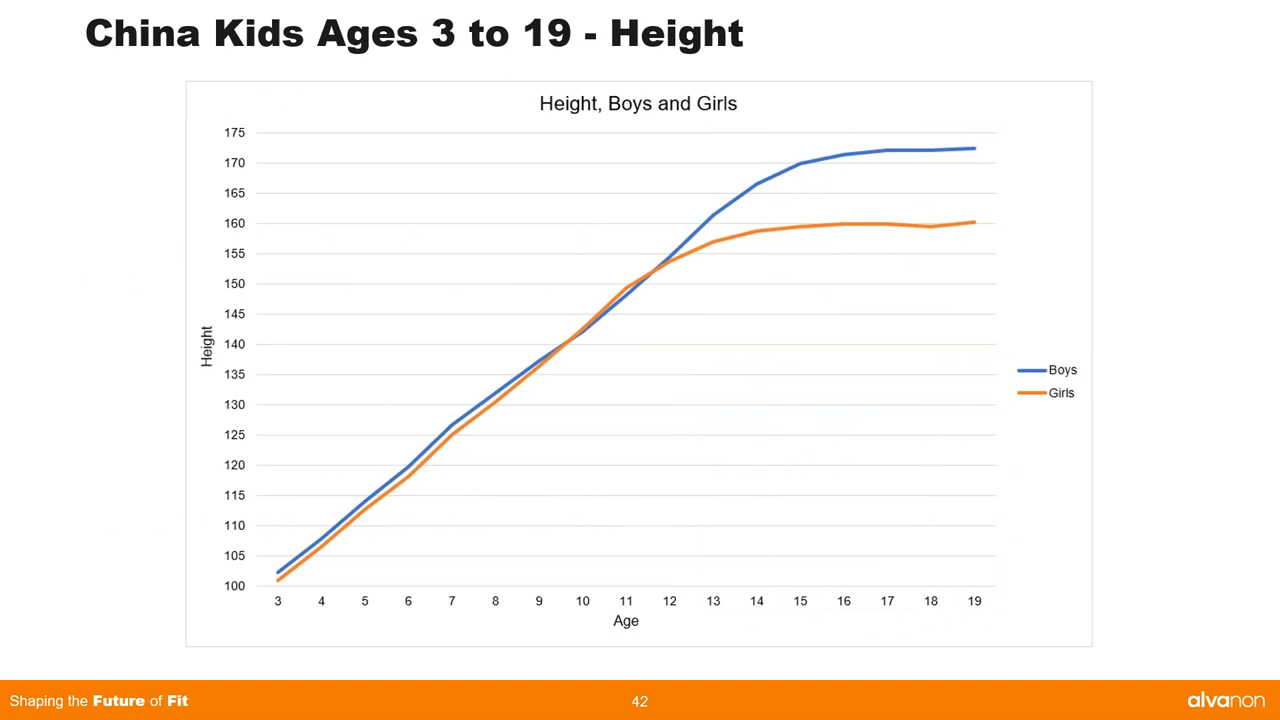 China Kids Ages 3 to 19 - Height
Height, Boys and Girls
175
170
165
160
155
150
145
140
135
130
125
120
115
110
105
100
Height
3 4 5 6 7 8 9 10 11 12 13 14 15 16 17 18 19
Age
Boys
Girls
Shaping the Future of Fit
42
alvanon